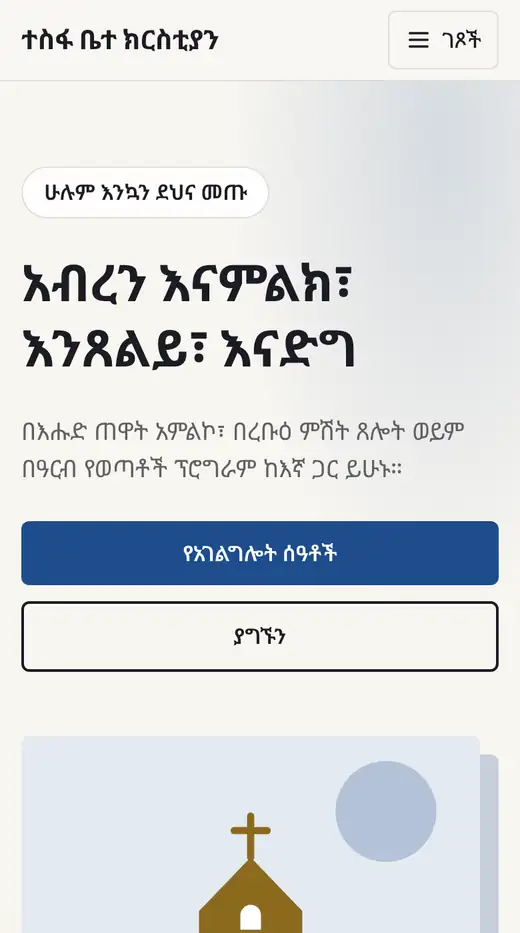 ተስፋ ቤተ ክርስቲያን
ገጾች
ሁሉም እንኳን ደህና መጡ
አብረን እናምልክ፣
እንጸልይ፣ እናድግ
በእሑድ ጠዋት አምልኮ፣ በረቡዕ ምሽት ጸሎት ወይም
በዓርብ የወጣቶች ፕሮግራም ከእኛ ጋር ይሁኑ።
የአገልግሎት ሰዓቶች
ያግኙን